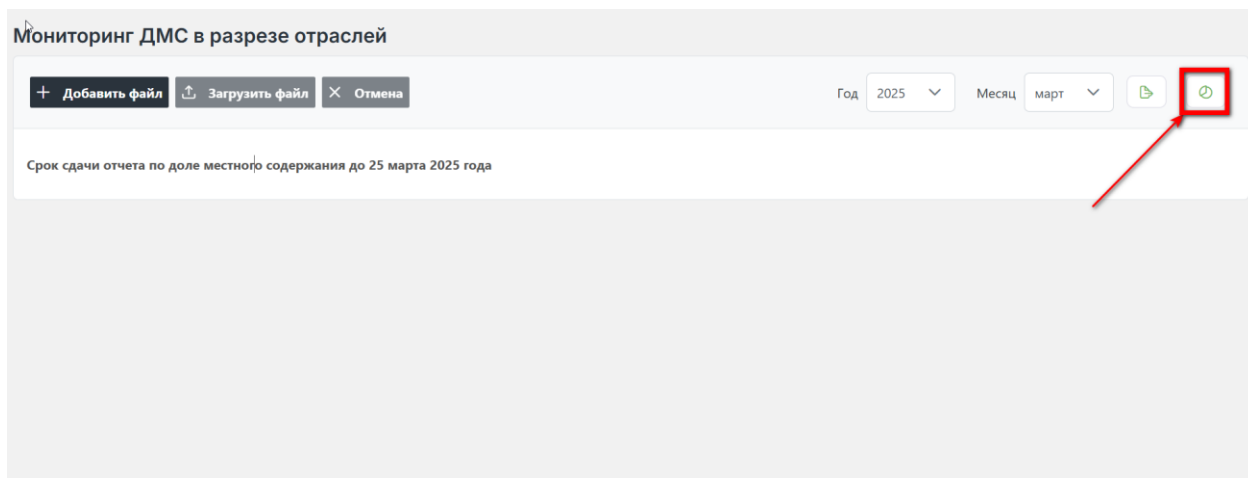 Мониторинг ДМС в разрезе отраслей
Добавить файл Загрузить файл Отмена Год 2025 Месяц март
Срок сдачи отчета по доле местного содержания до 25 марта 2025 года